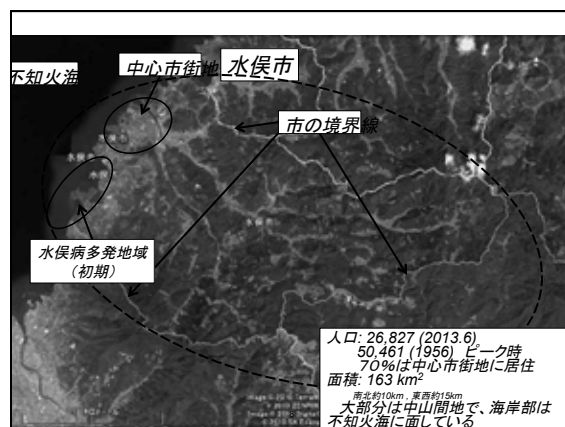 不知火海
中心市街地
水俣市
市の境界線
水俣病多発地域
(初期)
人口: 26,827 (2013.6)
50,461 (1956) ピーク時
70%は中心市街地に居住
面積: 163 km²
南北約10km , 東西約15km
大部分は中山間地で、海岸部は
不知火海に面している